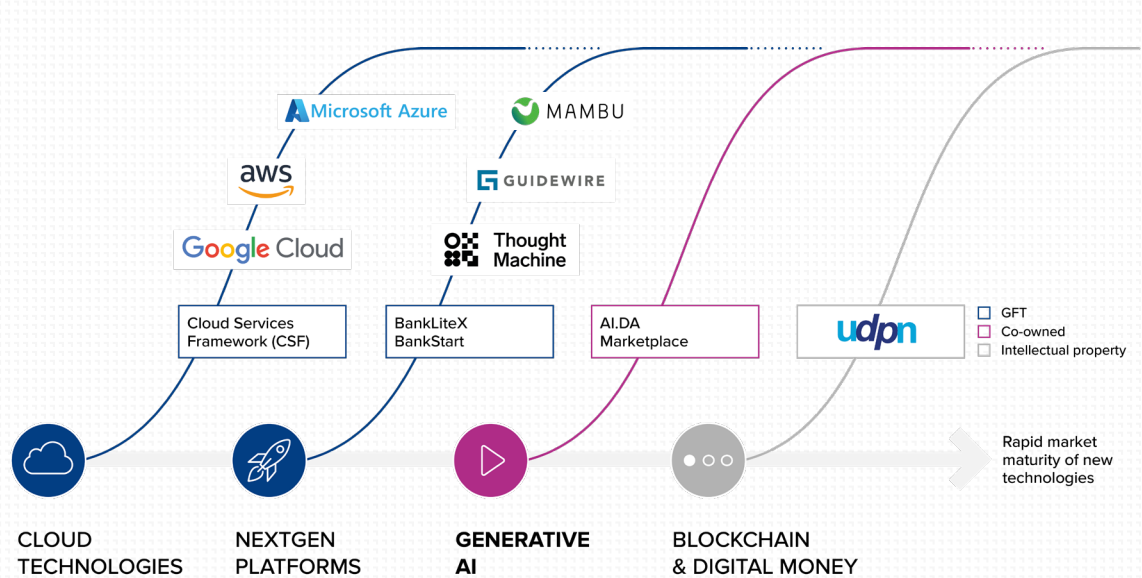 Microsoft Azure
MAMBU
aws
GUIDEWIRE
Google Cloud
Thought
Machine
Cloud Services
Framework (CSF)
BankLiteX
BankStart
AI.DA
Marketplace
udpn
GFT
Co-owned
Intellectual property
Rapid market
maturity of new
technologies
CLOUD
TECHNOLOGIES
NEXTGEN
PLATFORMS
GENERATIVE
AI
BLOCKCHAIN
& DIGITAL MONEY